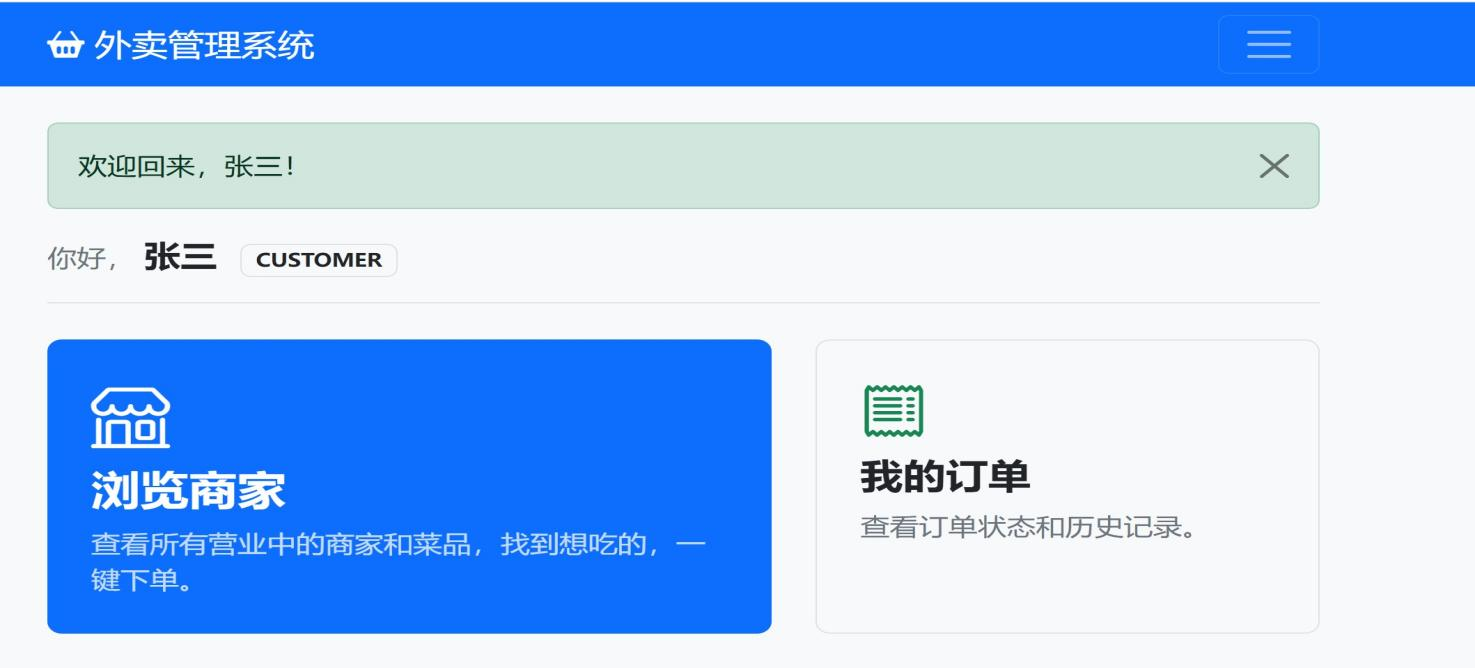 外卖管理系统
欢迎回来，张三！
你好， 张三 CUSTOMER
浏览商家
查看所有营业中的商家和菜品，找到想吃的，一
键下单。
我的订单
查看订单状态和历史记录。